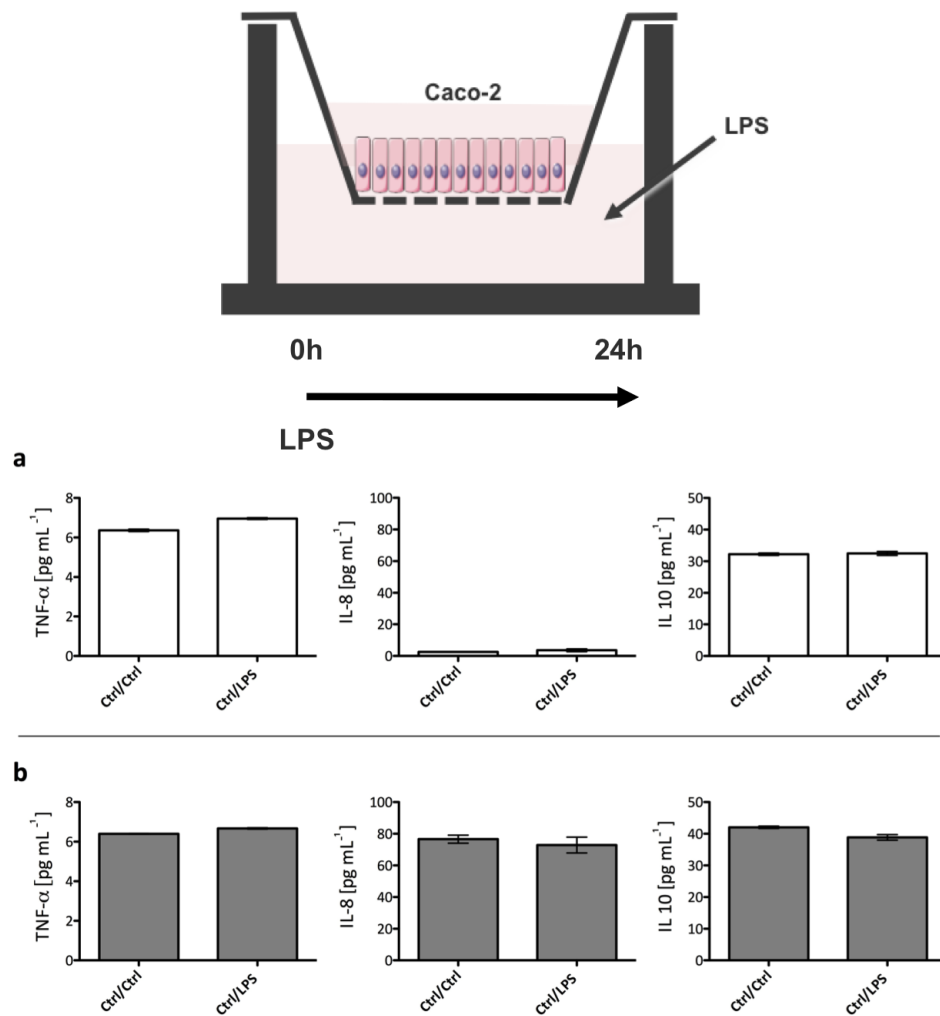 Caco-2
LPS
0h 24h
LPS
a
TNF-α [pg mL⁻¹]
8
6
4
2
0
Ctrl/Ctrl
Ctrl/LPS
IL-8 [pg mL⁻¹]
100
80
60
40
20
0
Ctrl/Ctrl
Ctrl/LPS
IL 10 [pg mL⁻¹]
50
40
30
20
10
0
Ctrl/Ctrl
Ctrl/LPS
b
TNF-α [pg mL⁻¹]
8
6
4
2
0
Ctrl/Ctrl
Ctrl/LPS
IL-8 [pg mL⁻¹]
100
80
60
40
20
0
Ctrl/Ctrl
Ctrl/LPS
IL 10 [pg mL⁻¹]
50
40
30
20
10
0
Ctrl/Ctrl
Ctrl/LPS